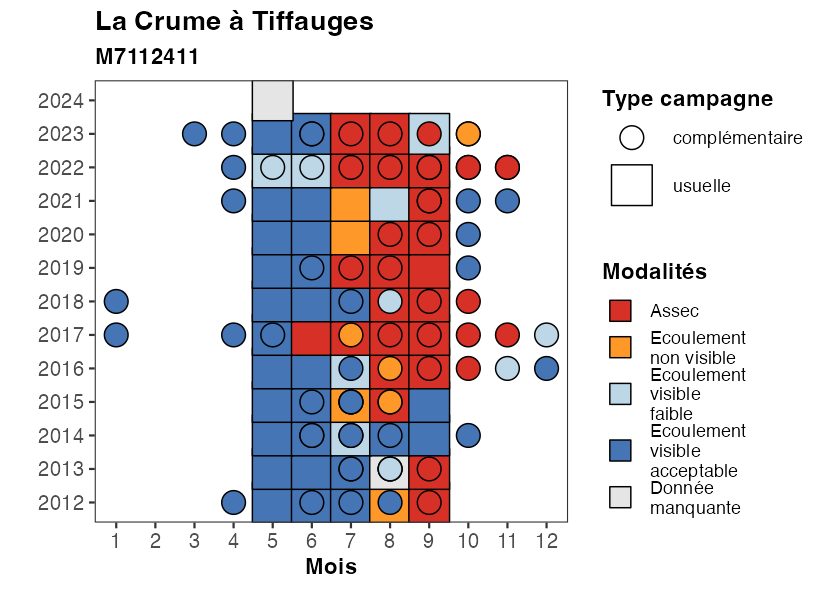 La Crume à Tiffauges
M7112411
2024
2023
2022
2021
2020
2019
2018
2017
2016
2015
2014
2013
2012
1 2 3 4 5 6 7 8 9 10 11 12
Mois
Type campagne
complémentaire
usuelle
Modalités
Assec
Ecoulement
non visible
Ecoulement
visible
faible
Ecoulement
visible
acceptable
Donnée
manquante